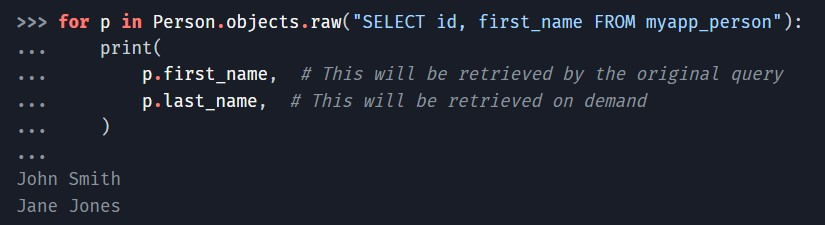 >>> for p in Person.objects.raw("SELECT id, first_name FROM myapp_person"):
...     print(
...         p.first_name,  # This will be retrieved by the original query
...         p.last_name,  # This will be retrieved on demand
...     )
...
John Smith
Jane Jones